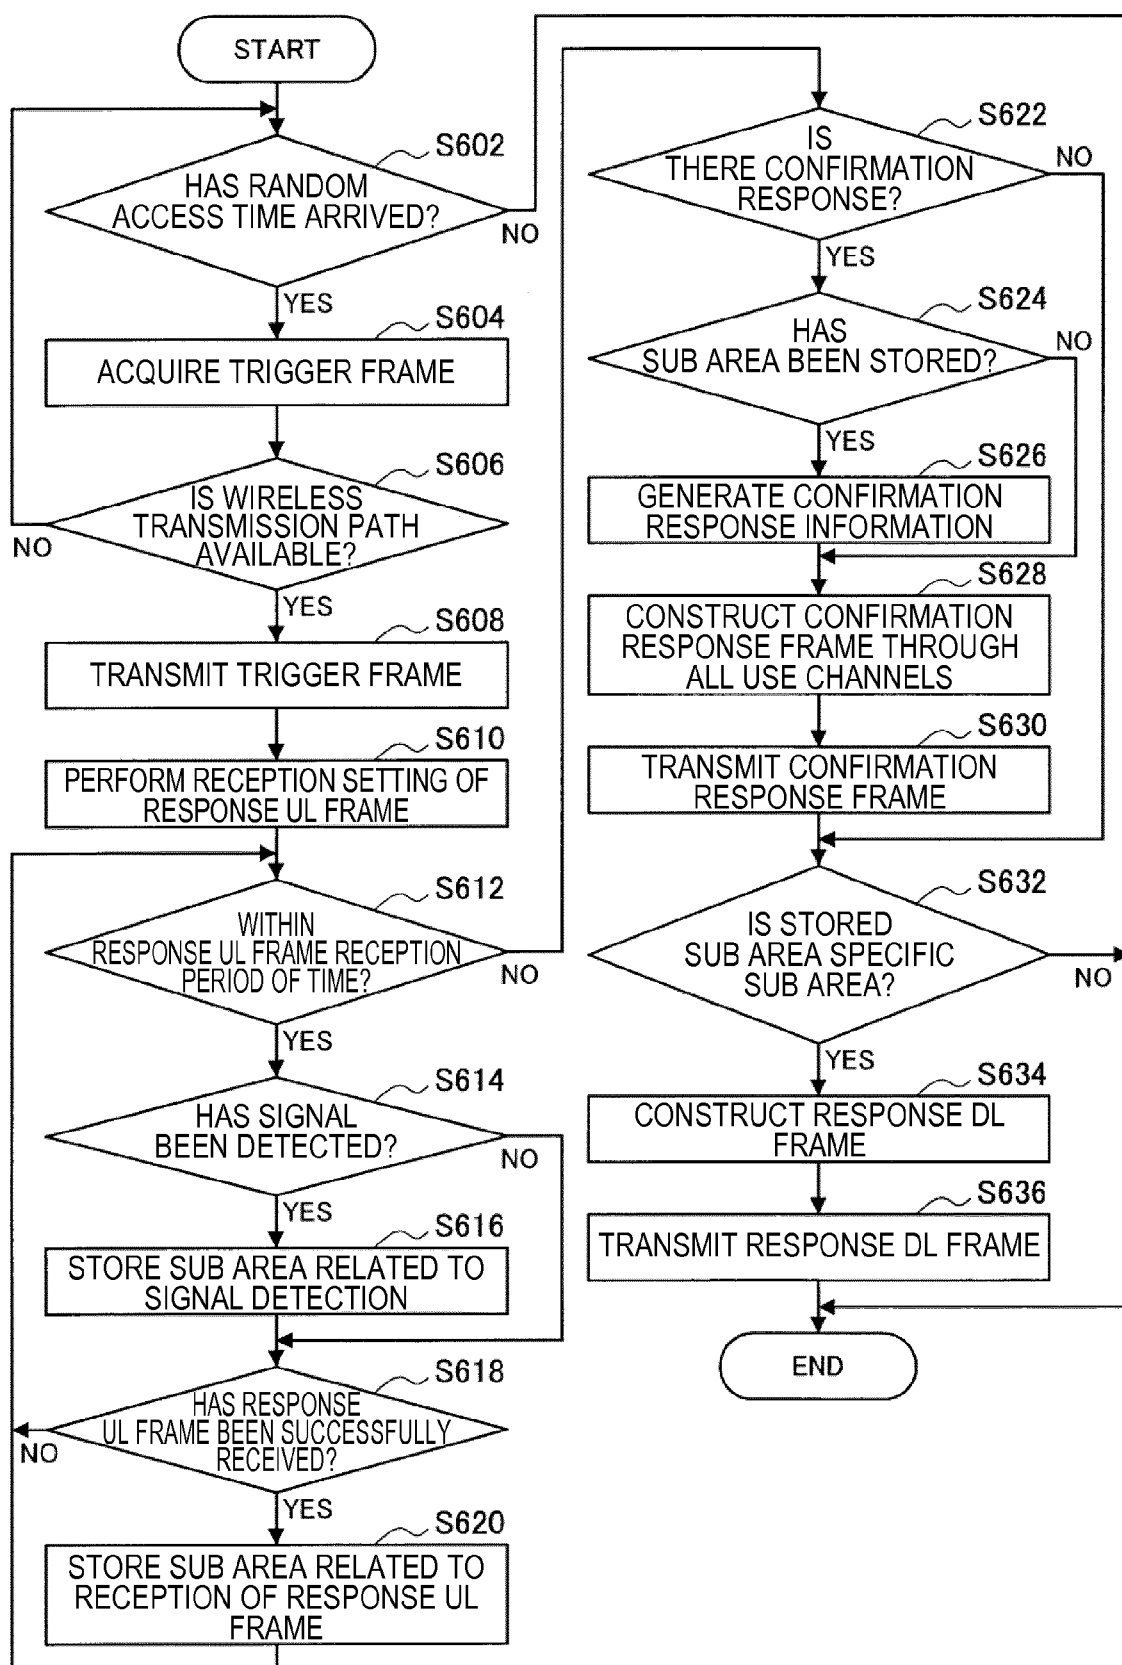 START
S602
HAS RANDOM
ACCESS TIME ARRIVED?
NO
YES
S604
ACQUIRE TRIGGER FRAME
S606
IS WIRELESS
TRANSMISSION PATH
AVAILABLE?
NO
YES
S608
TRANSMIT TRIGGER FRAME
S610
PERFORM RECEPTION SETTING OF
RESPONSE UL FRAME
S612
WITHIN
RESPONSE UL FRAME RECEPTION
PERIOD OF TIME?
NO
YES
S614
HAS SIGNAL
BEEN DETECTED?
NO
YES
S616
STORE SUB AREA RELATED TO
SIGNAL DETECTION
S618
HAS RESPONSE
UL FRAME BEEN SUCCESSFULLY
RECEIVED?
NO
YES
S620
STORE SUB AREA RELATED TO
RECEPTION OF RESPONSE UL
FRAME
S622
IS
THERE CONFIRMATION
RESPONSE?
NO
YES
S624
HAS
SUB AREA BEEN STORED?
NO
YES
S626
GENERATE CONFIRMATION
RESPONSE INFORMATION
S628
CONSTRUCT CONFIRMATION
RESPONSE FRAME THROUGH
ALL USE CHANNELS
S630
TRANSMIT CONFIRMATION
RESPONSE FRAME
S632
IS STORED
SUB AREA SPECIFIC
SUB AREA?
NO
YES
S634
CONSTRUCT RESPONSE DL
FRAME
S636
TRANSMIT RESPONSE DL FRAME
END